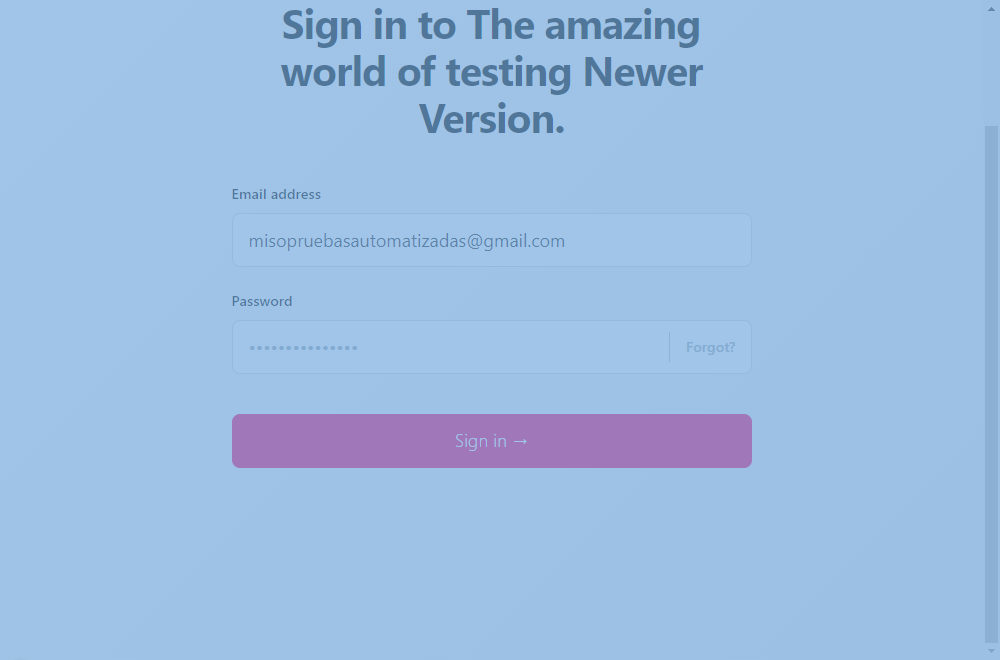 Sign in to The amazing
world of testing Newer
Version.
Email address
misopruebasautomatizadas@gmail.com
Password
•••••••••••••••
Forgot?
Sign in →